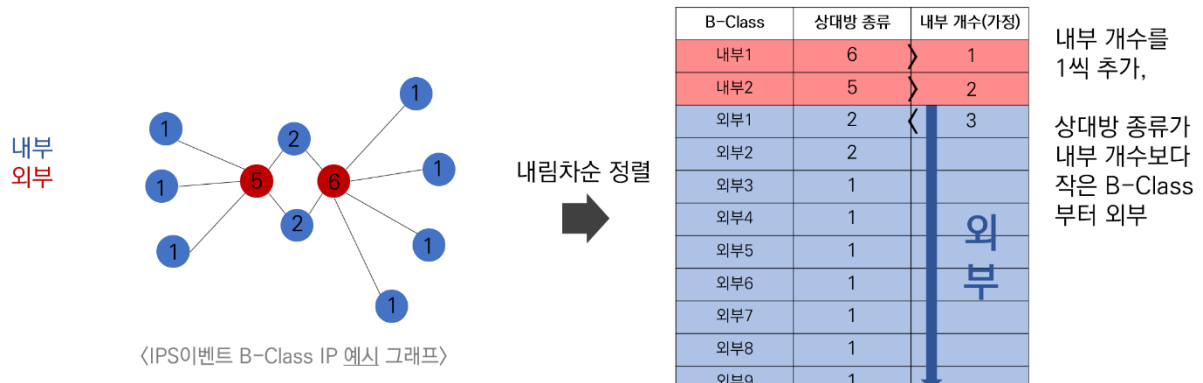 내부
외부
1
1
1
5
2
2
6
1
1
1
1
〈IPS이벤트 B-Class IP 예시 그래프〉
내림차순 정렬
B-Class 상대방 종류 내부 개수(가정)
내부1 6 〉 1
내부2 5 〉 2
외부1 2 〈 3
외부2 2
외부3 1
외부4 1
외부5 1
외부6 1
외부7 1
외부8 1
외부9 1
외
부
내부 개수를
1씩 추가,
상대방 종류가
내부 개수보다
작은 B-Class
부터 외부